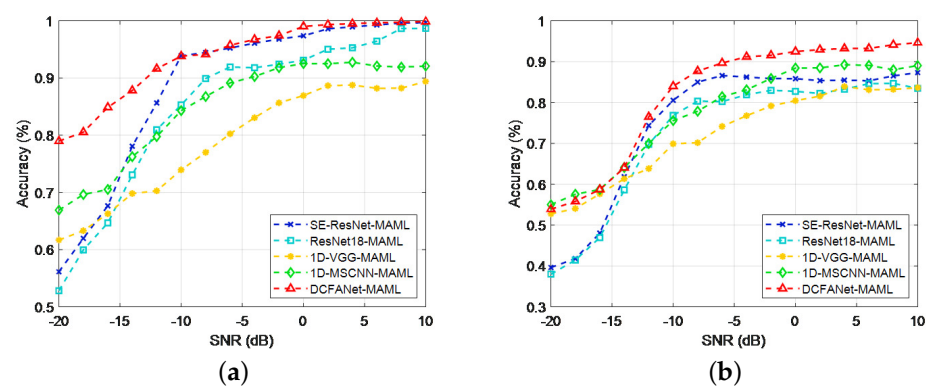 1
0.9
0.8
0.7
0.6
0.5
Accuracy (%)
-20 -15 -10 -5 0 5 10
SNR (dB)
SE-ResNet-MAML
ResNet18-MAML
1D-VGG-MAML
1D-MSCNN-MAML
DCFANet-MAML
(a)
1
0.9
0.8
0.7
0.6
0.5
0.4
0.3
Accuracy (%)
-20 -15 -10 -5 0 5 10
SNR (dB)
SE-ResNet-MAML
ResNet18-MAML
1D-VGG-MAML
1D-MSCNN-MAML
DCFANet-MAML
(b)